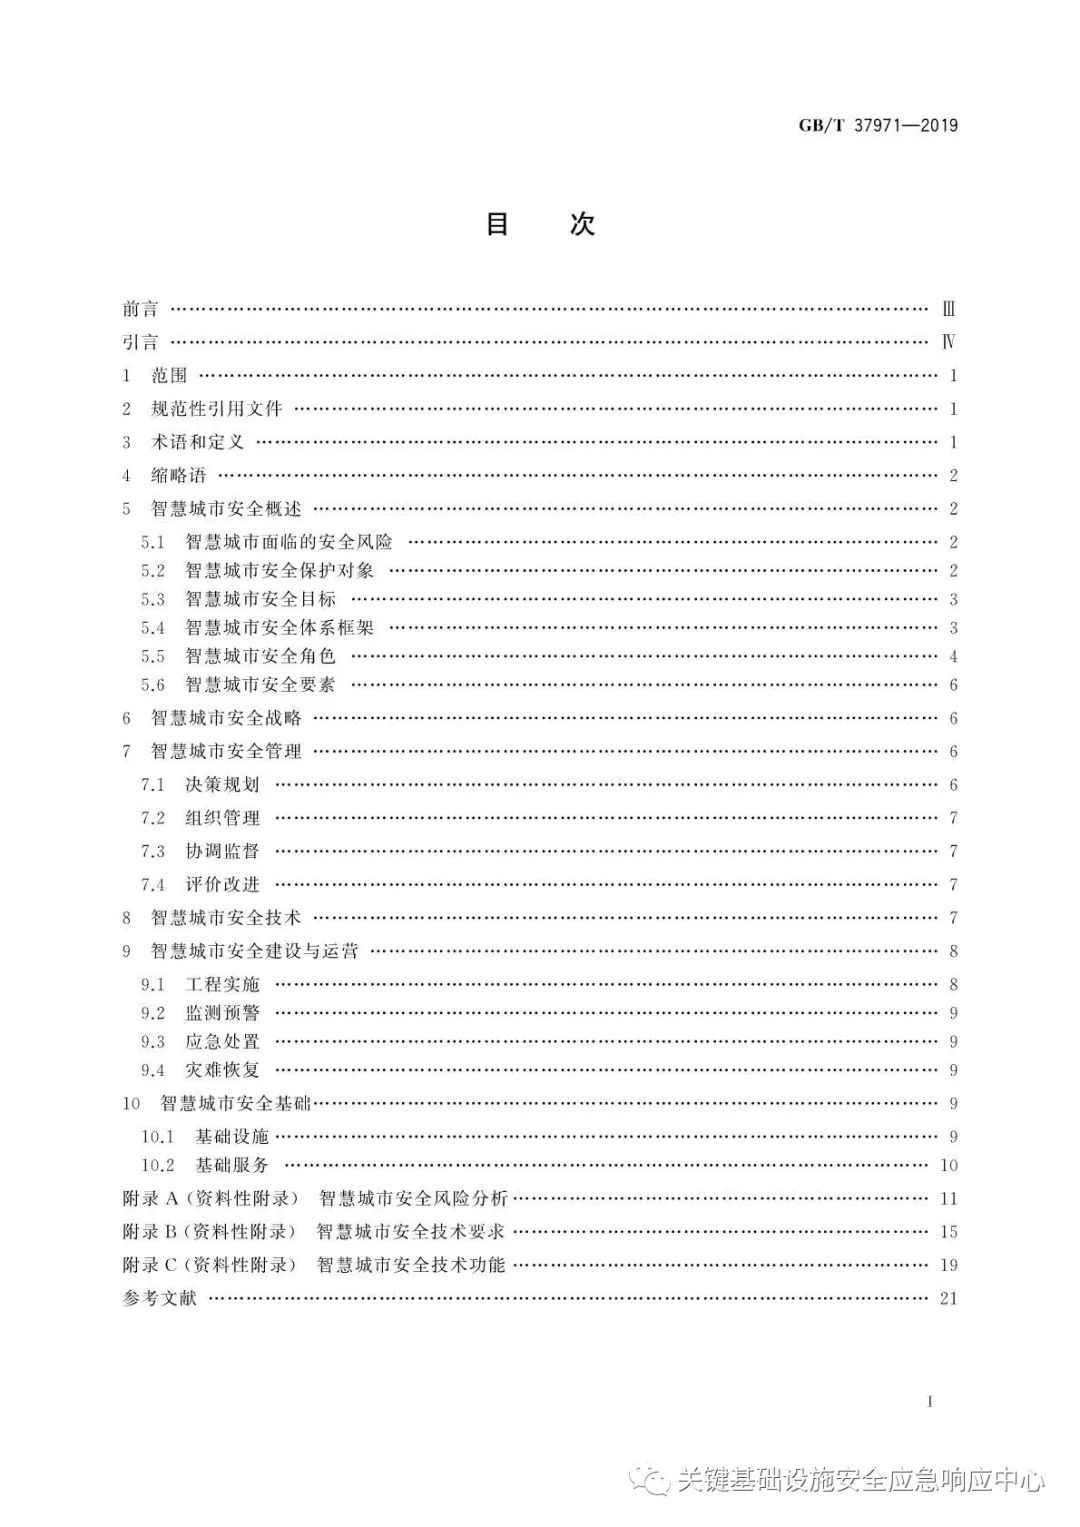 GB/T 37971—2019
目 次
前言 …………………………………………………………………………………… Ⅲ
引言 …………………………………………………………………………………… Ⅳ
1 范围 ………………………………………………………………………………… 1
2 规范性引用文件 …………………………………………………………………… 1
3 术语和定义 ………………………………………………………………………… 1
4 缩略语 ……………………………………………………………………………… 2
5 智慧城市安全概述 ………………………………………………………………… 2
5.1 智慧城市面临的安全风险 ……………………………………………………… 2
5.2 智慧城市安全保护对象 ………………………………………………………… 2
5.3 智慧城市安全目标 ……………………………………………………………… 3
5.4 智慧城市安全体系框架 ………………………………………………………… 3
5.5 智慧城市安全角色 ……………………………………………………………… 4
5.6 智慧城市安全要素 ……………………………………………………………… 6
6 智慧城市安全战略 ………………………………………………………………… 6
7 智慧城市安全管理 ………………………………………………………………… 6
7.1 决策规划 ………………………………………………………………………… 6
7.2 组织管理 ………………………………………………………………………… 7
7.3 协调监督 ………………………………………………………………………… 7
7.4 评价改进 ………………………………………………………………………… 7
8 智慧城市安全技术 ………………………………………………………………… 7
9 智慧城市安全建设与运营 ………………………………………………………… 8
9.1 工程实施 ………………………………………………………………………… 8
9.2 监测预警 ………………………………………………………………………… 9
9.3 应急处置 ………………………………………………………………………… 9
9.4 灾难恢复 ………………………………………………………………………… 9
10 智慧城市安全基础………………………………………………………………… 9
10.1 基础设施 ………………………………………………………………………… 9
10.2 基础服务 ……………………………………………………………………… 10
附录 A（资料性附录） 智慧城市安全风险分析 …………………………………… 11
附录 B（资料性附录） 智慧城市安全技术要求 …………………………………… 15
附录 C（资料性附录） 智慧城市安全技术功能 …………………………………… 19
参考文献 ……………………………………………………………………………… 21
I
关键基础设施安全应急响应中心